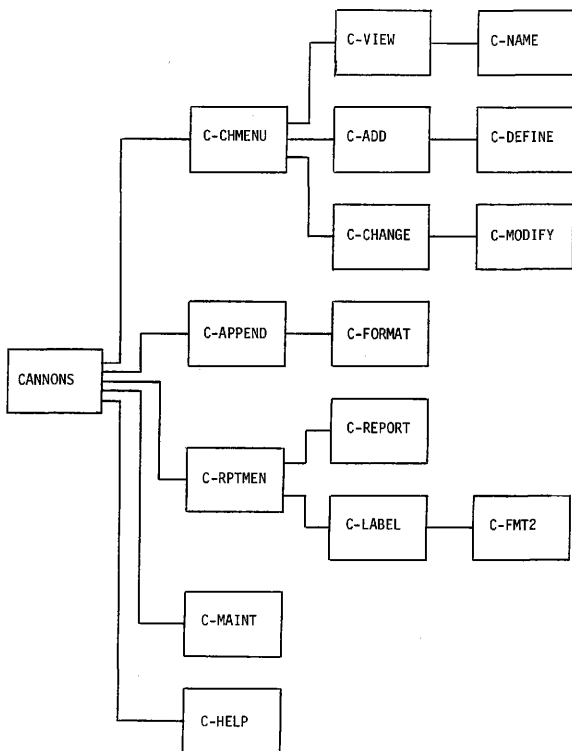 C-VIEW
C-NAME
C-CHMENU
C-ADD
C-DEFINE
C-CHANGE
C-MODIFY
C-APPEND
C-FORMAT
CANNONS
C-REPORT
C-RPTMEN
C-LABEL
C-FMT2
C-MAINT
C-HELP